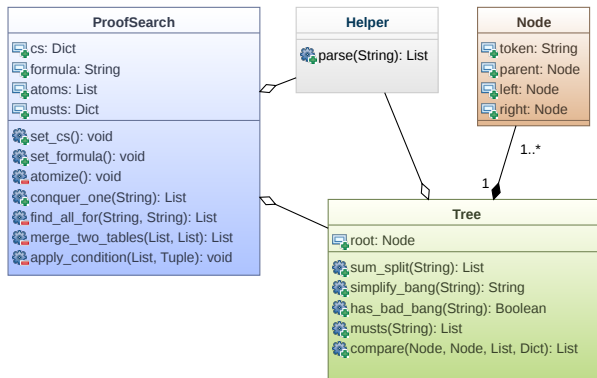 ProofSearch
cs: Dict
formula: String
atoms: List
musts: Dict
set_cs(): void
set_formula(): void
atomize(): void
conquer_one(String): List
find_all_for(String, String): List
merge_two_tables(List, List): List
apply_condition(List, Tuple): void
Helper
parse(String): List
Node
token: String
parent: Node
left: Node
right: Node
1..*
1
Tree
root: Node
sum_split(String): List
simplify_bang(String): String
has_bad_bang(String): Boolean
musts(String): List
compare(Node, Node, List, Dict): List